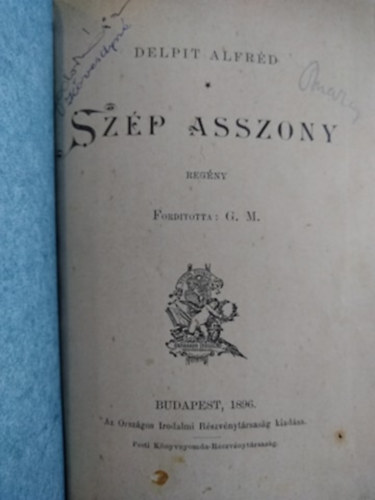 DELPIT ALFRÉD
SZÉP ASSZONY
REGÉNY
FORDITOTTA: G. M.
BUDAPEST, 1896.
Az Országos Irodalmi Részvénytársaság kiadása.
Pesti Könyvnyomda-Részvénytársaság.